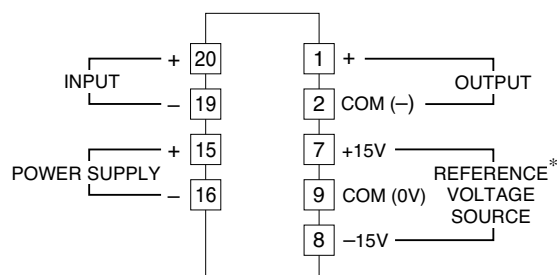 INPUT
+ 20
– 19
POWER SUPPLY
+ 15
– 16
1 +
2 COM (–)
OUTPUT
7 +15V
9 COM (0V)
8 –15V
REFERENCE*
VOLTAGE
SOURCE